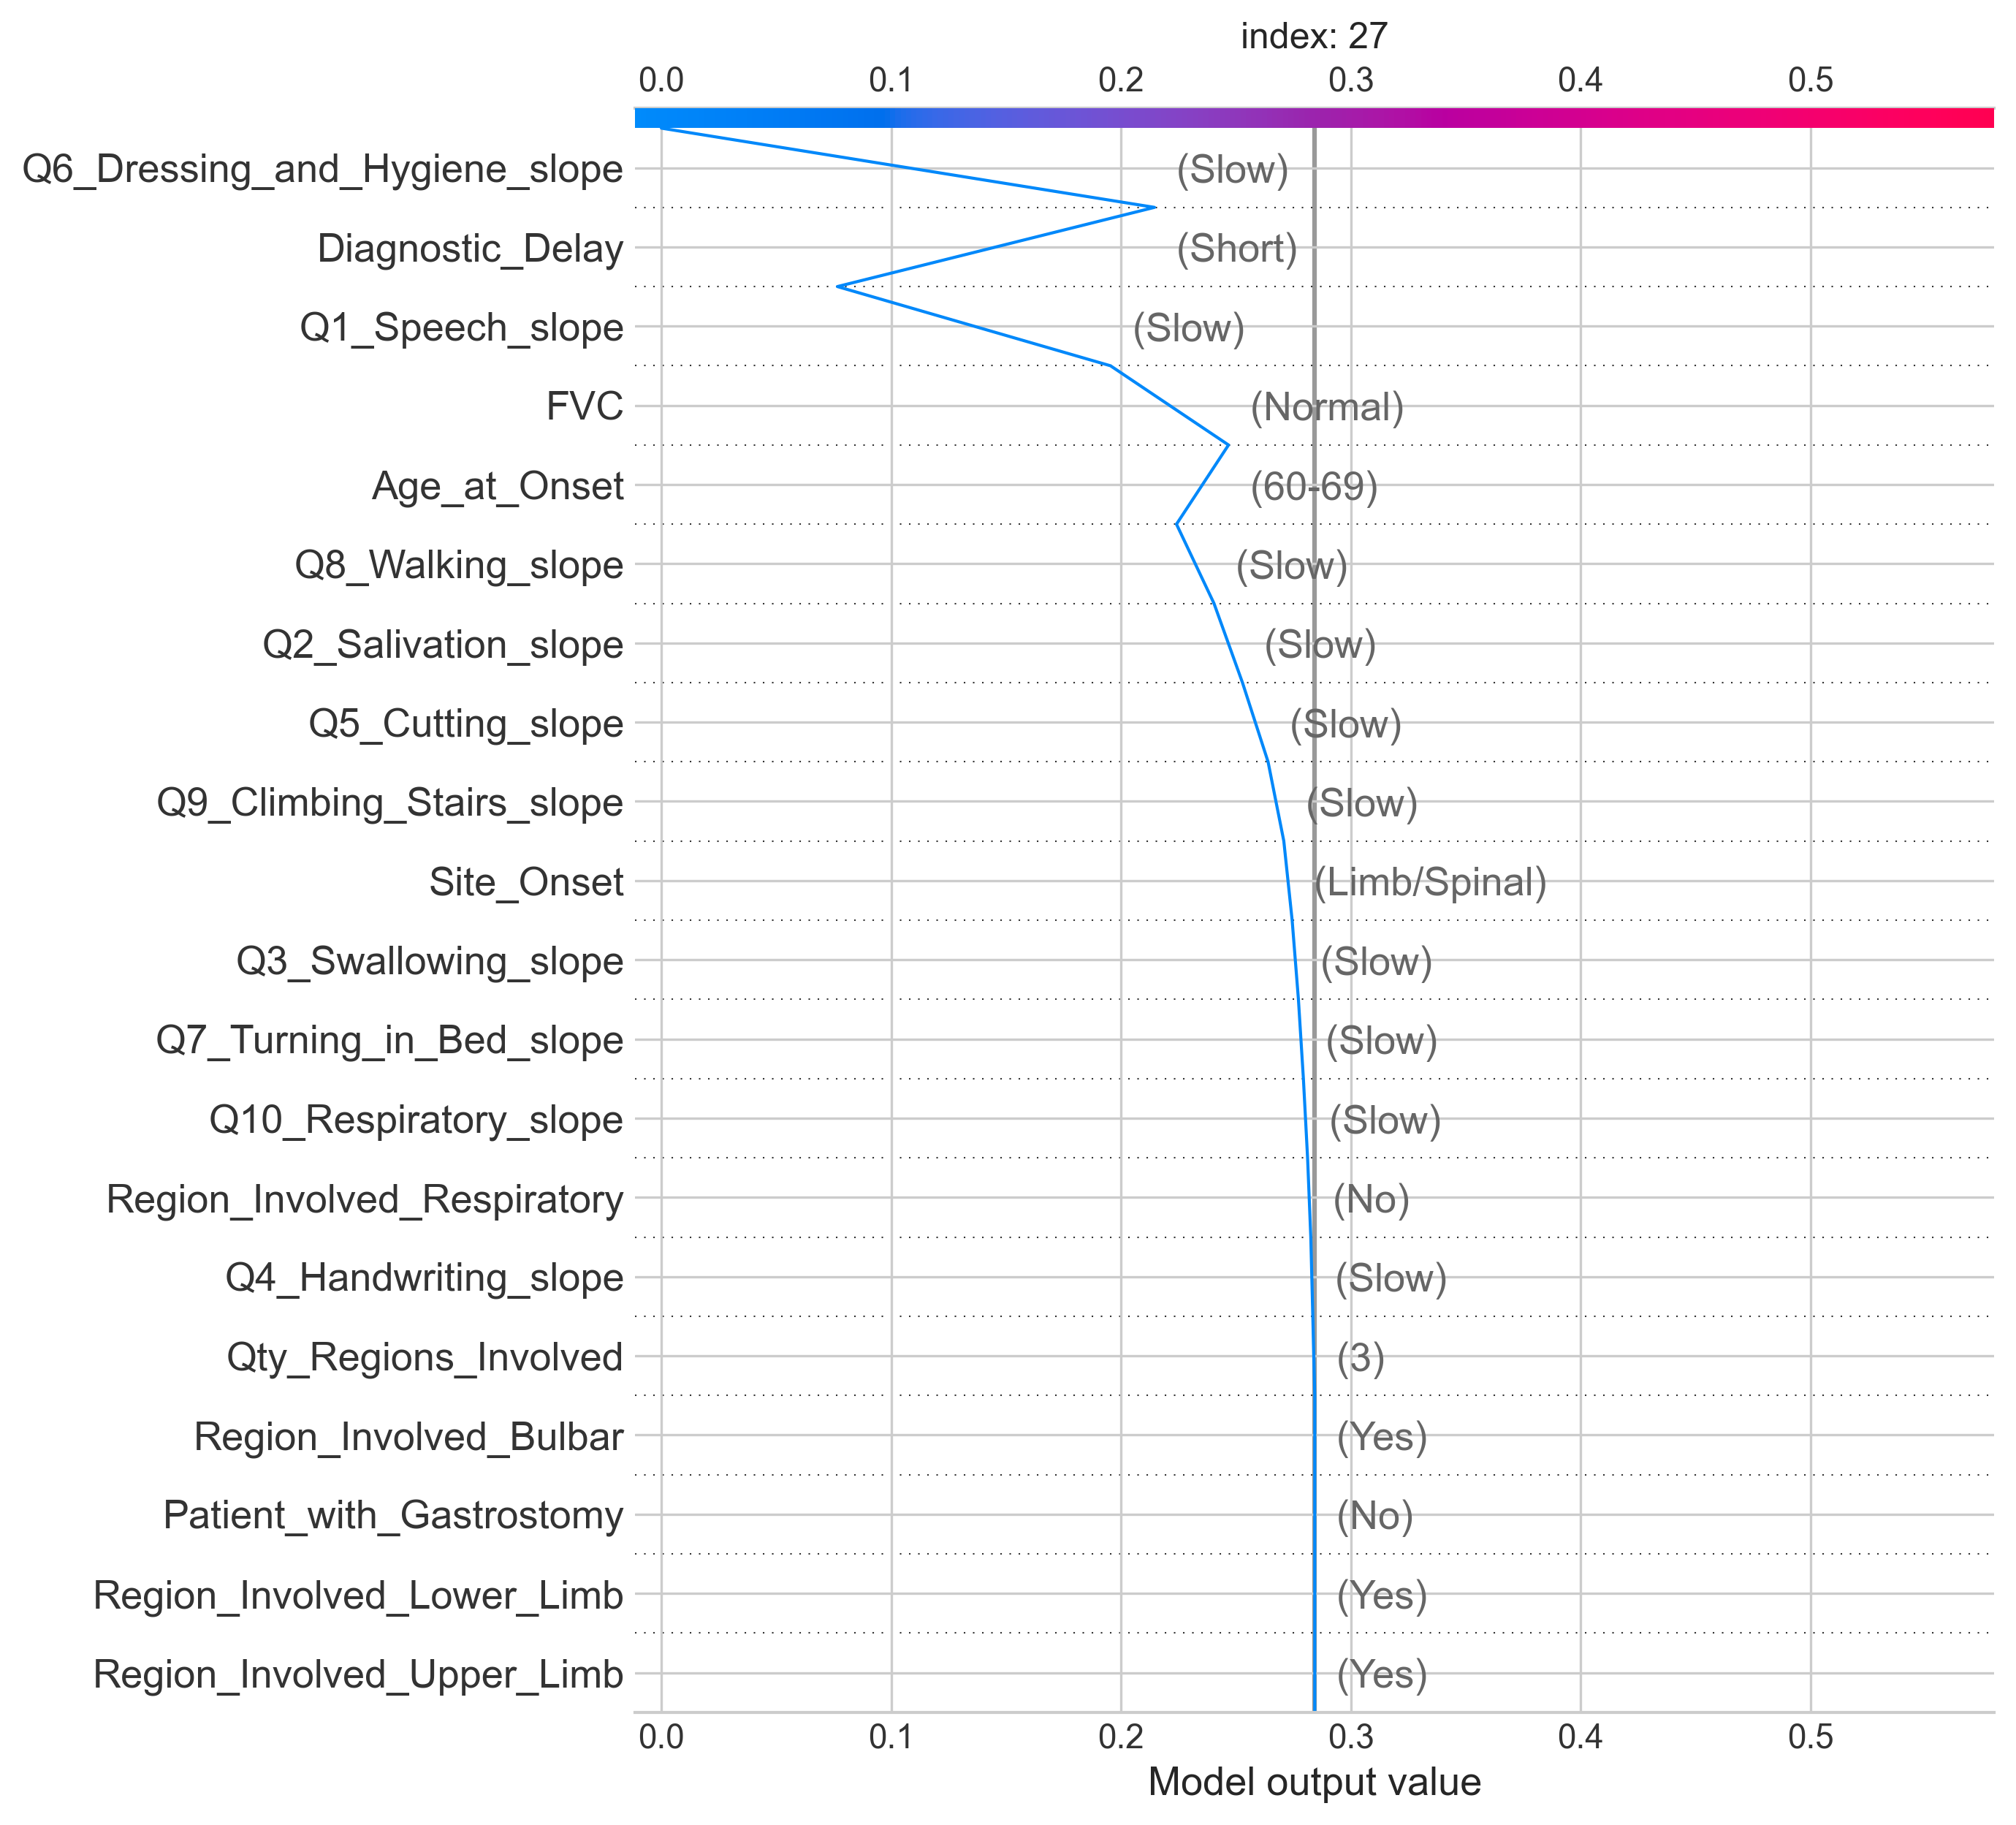 index: 27
0.0 0.1 0.2 0.3 0.4 0.5
Q6_Dressing_and_Hygiene_slope (Slow)
Diagnostic_Delay (Short)
Q1_Speech_slope (Slow)
FVC (Normal)
Age_at_Onset (60-69)
Q8_Walking_slope (Slow)
Q2_Salivation_slope (Slow)
Q5_Cutting_slope (Slow)
Q9_Climbing_Stairs_slope (Slow)
Site_Onset (Limb/Spinal)
Q3_Swallowing_slope (Slow)
Q7_Turning_in_Bed_slope (Slow)
Q10_Respiratory_slope (Slow)
Region_Involved_Respiratory (No)
Q4_Handwriting_slope (Slow)
Qty_Regions_Involved (3)
Region_Involved_Bulbar (Yes)
Patient_with_Gastrostomy (No)
Region_Involved_Lower_Limb (Yes)
Region_Involved_Upper_Limb (Yes)
0.0 0.1 0.2 0.3 0.4 0.5
Model output value